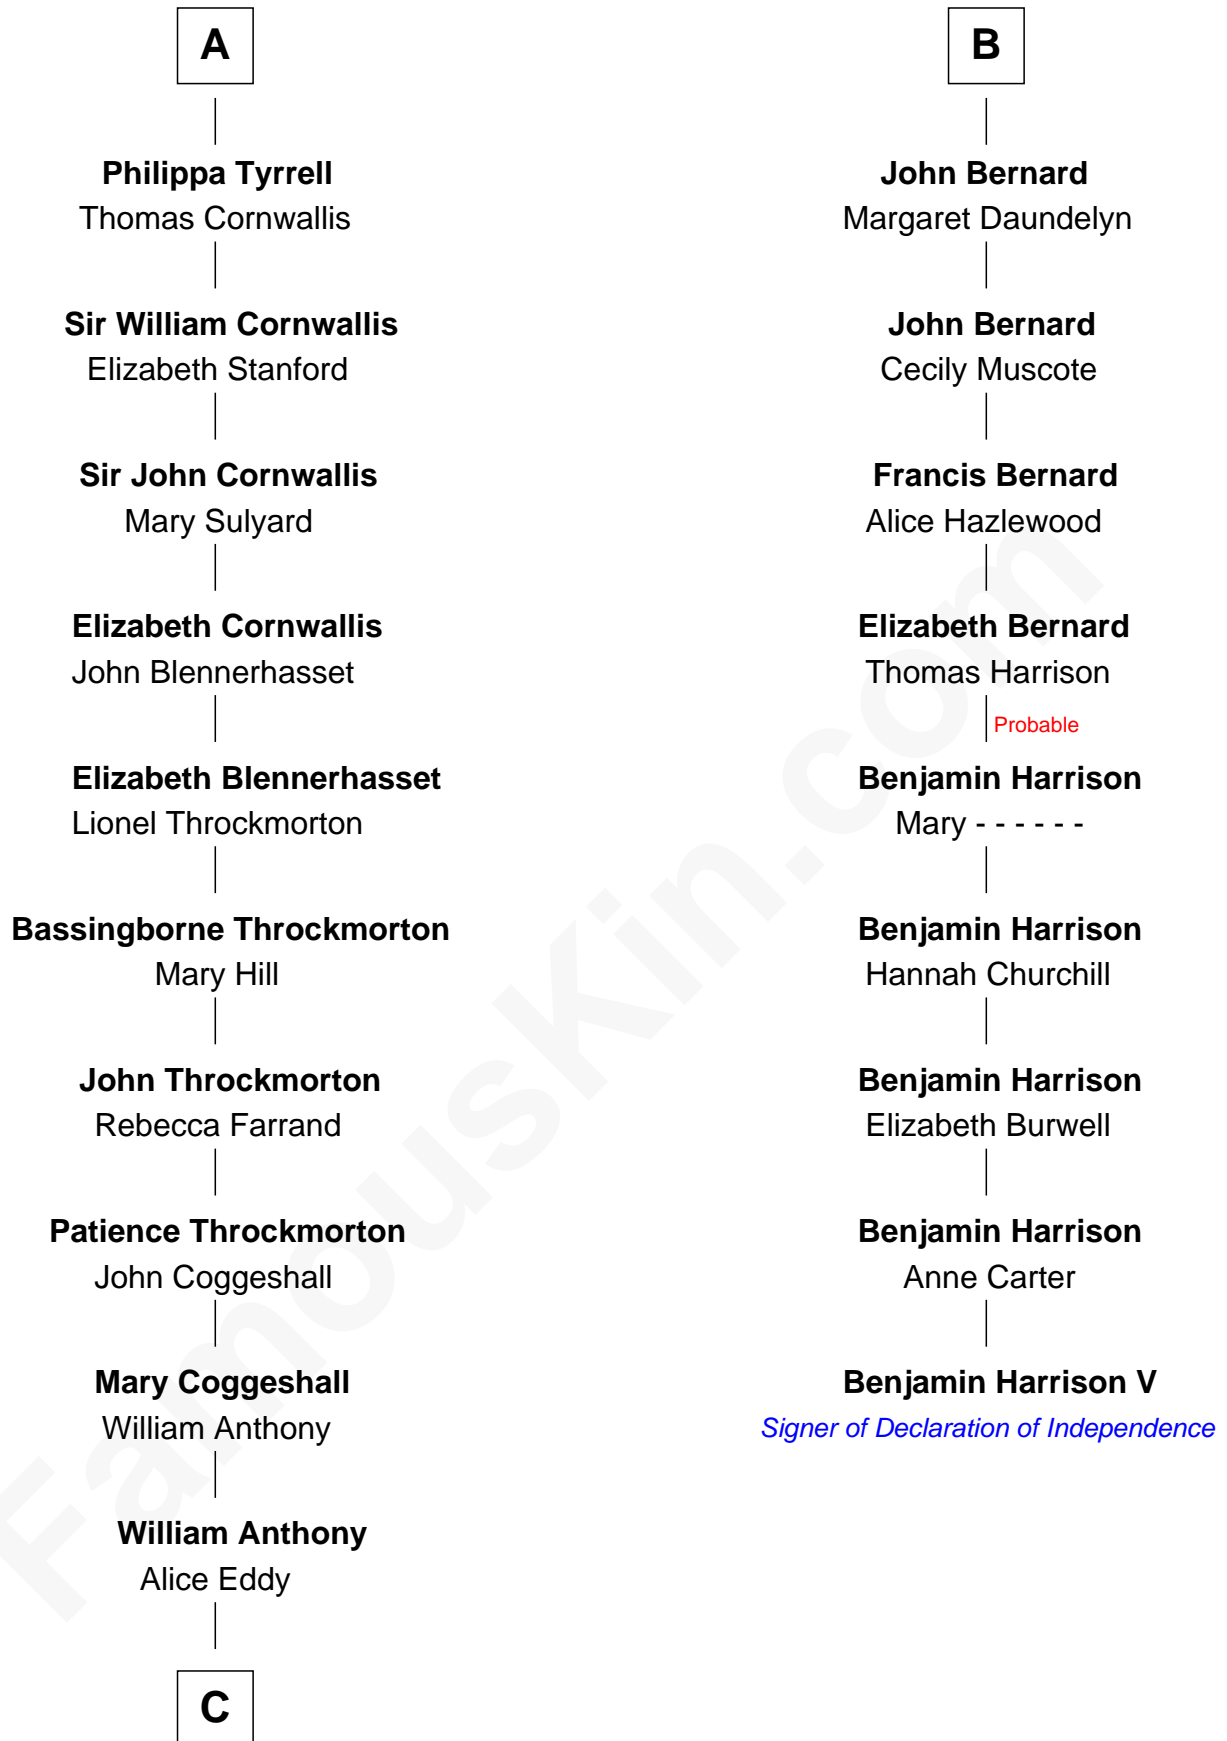 A
Philippa Tyrrell
Thomas Cornwallis
Sir William Cornwallis
Elizabeth Stanford
Sir John Cornwallis
Mary Sulyard
Elizabeth Cornwallis
John Blennerhasset
Elizabeth Blennerhasset
Lionel Throckmorton
Bassingborne Throckmorton
Mary Hill
John Throckmorton
Rebecca Farrand
Patience Throckmorton
John Coggeshall
Mary Coggeshall
William Anthony
William Anthony
Alice Eddy
C
B
John Bernard
Margaret Daundelyn
John Bernard
Cecily Muscote
Francis Bernard
Alice Hazlewood
Elizabeth Bernard
Thomas Harrison
Probable
Benjamin Harrison
Mary - - - - - -
Benjamin Harrison
Hannah Churchill
Benjamin Harrison
Elizabeth Burwell
Benjamin Harrison
Anne Carter
Benjamin Harrison V
Signer of Declaration of Independence
FamousKin.com